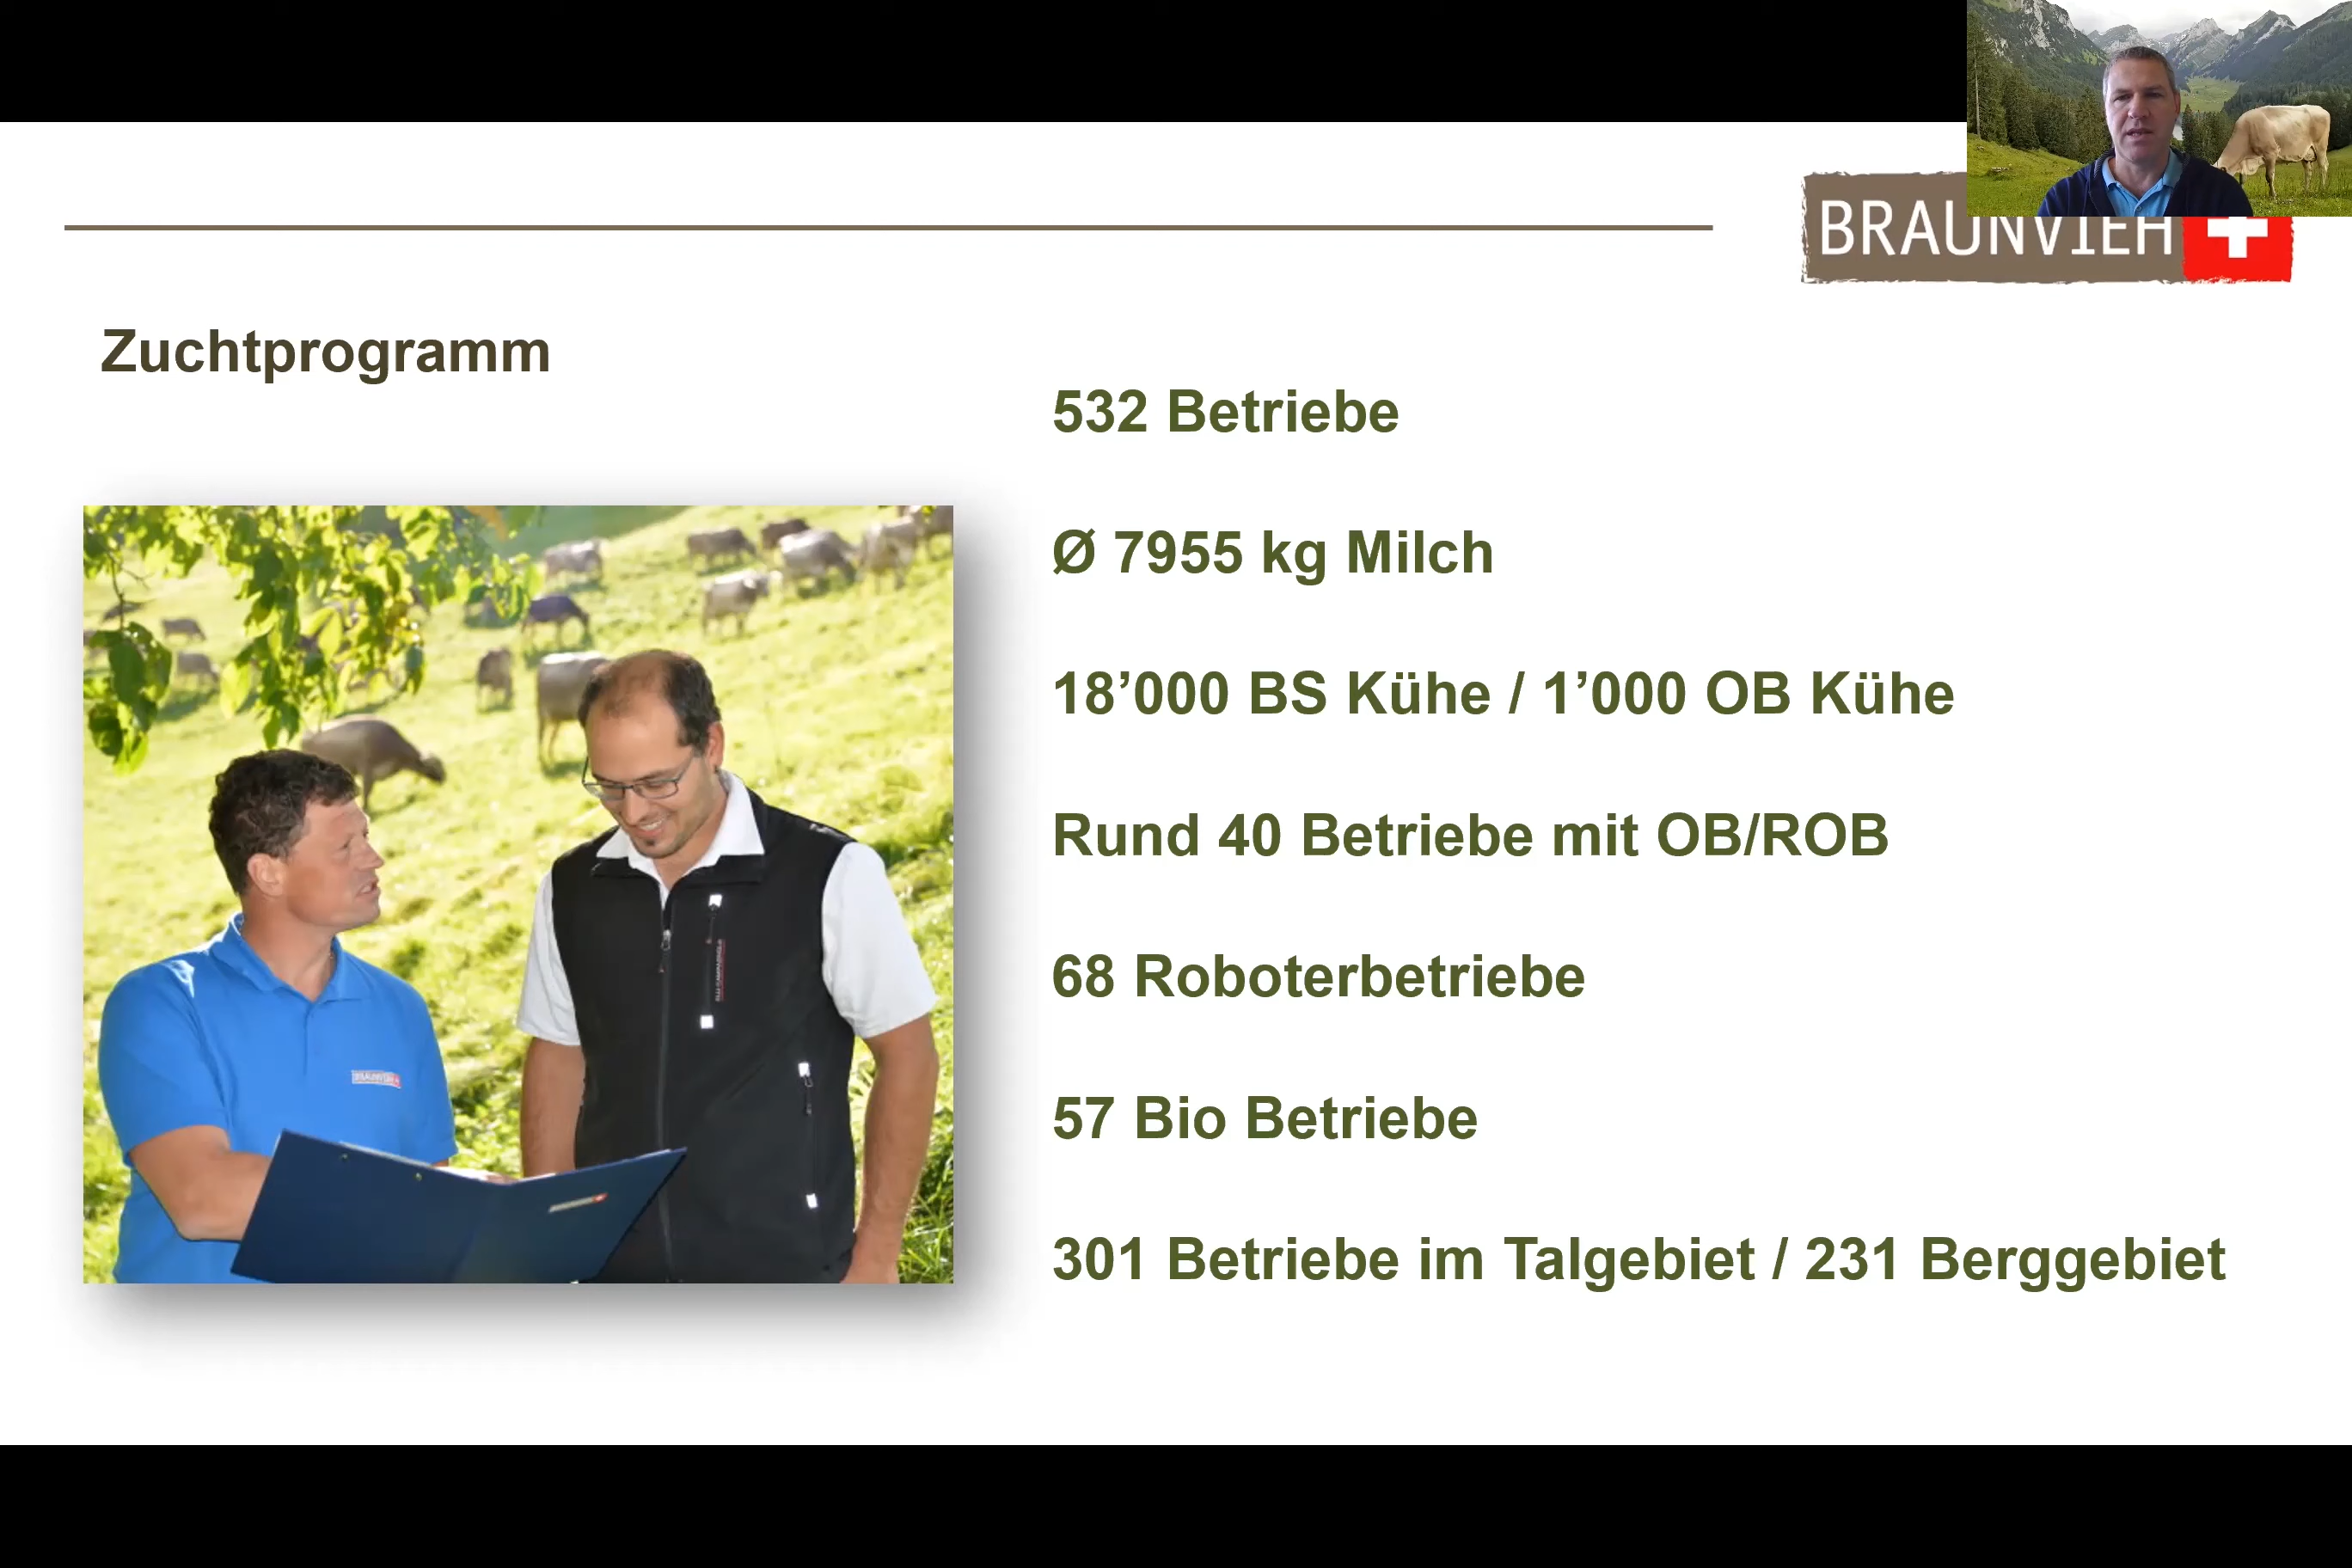 BRAUNVIEH
Zuchtprogramm
532 Betriebe
Ø 7955 kg Milch
18’000 BS Kühe / 1’000 OB Kühe
Rund 40 Betriebe mit OB/ROB
68 Roboterbetriebe
57 Bio Betriebe
301 Betriebe im Talgebiet / 231 Berggebiet
BRAUNVIEH